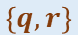 {q, r}